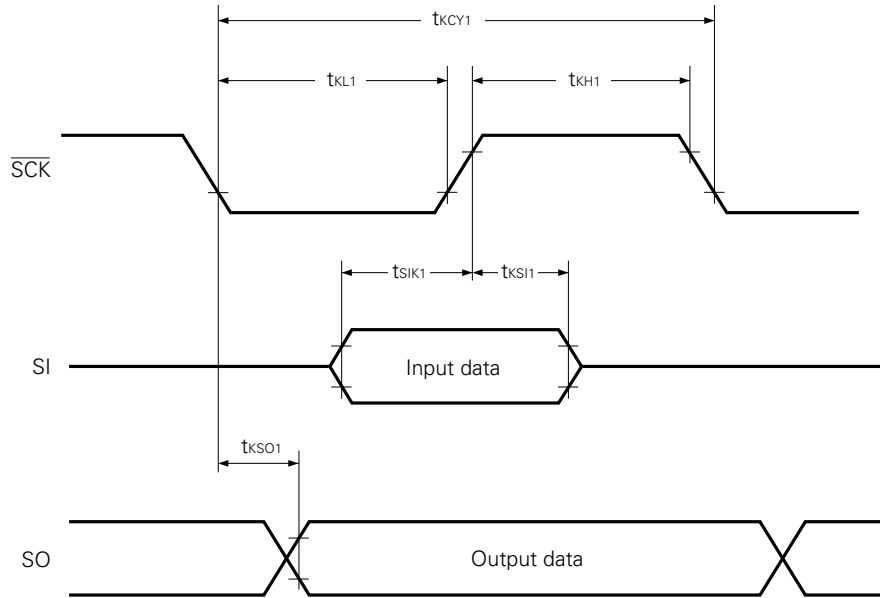 tKCY1
tKL1
tKH1
SCK
tSIK1
tKSI1
SI
Input data
tKSO1
SO
Output data